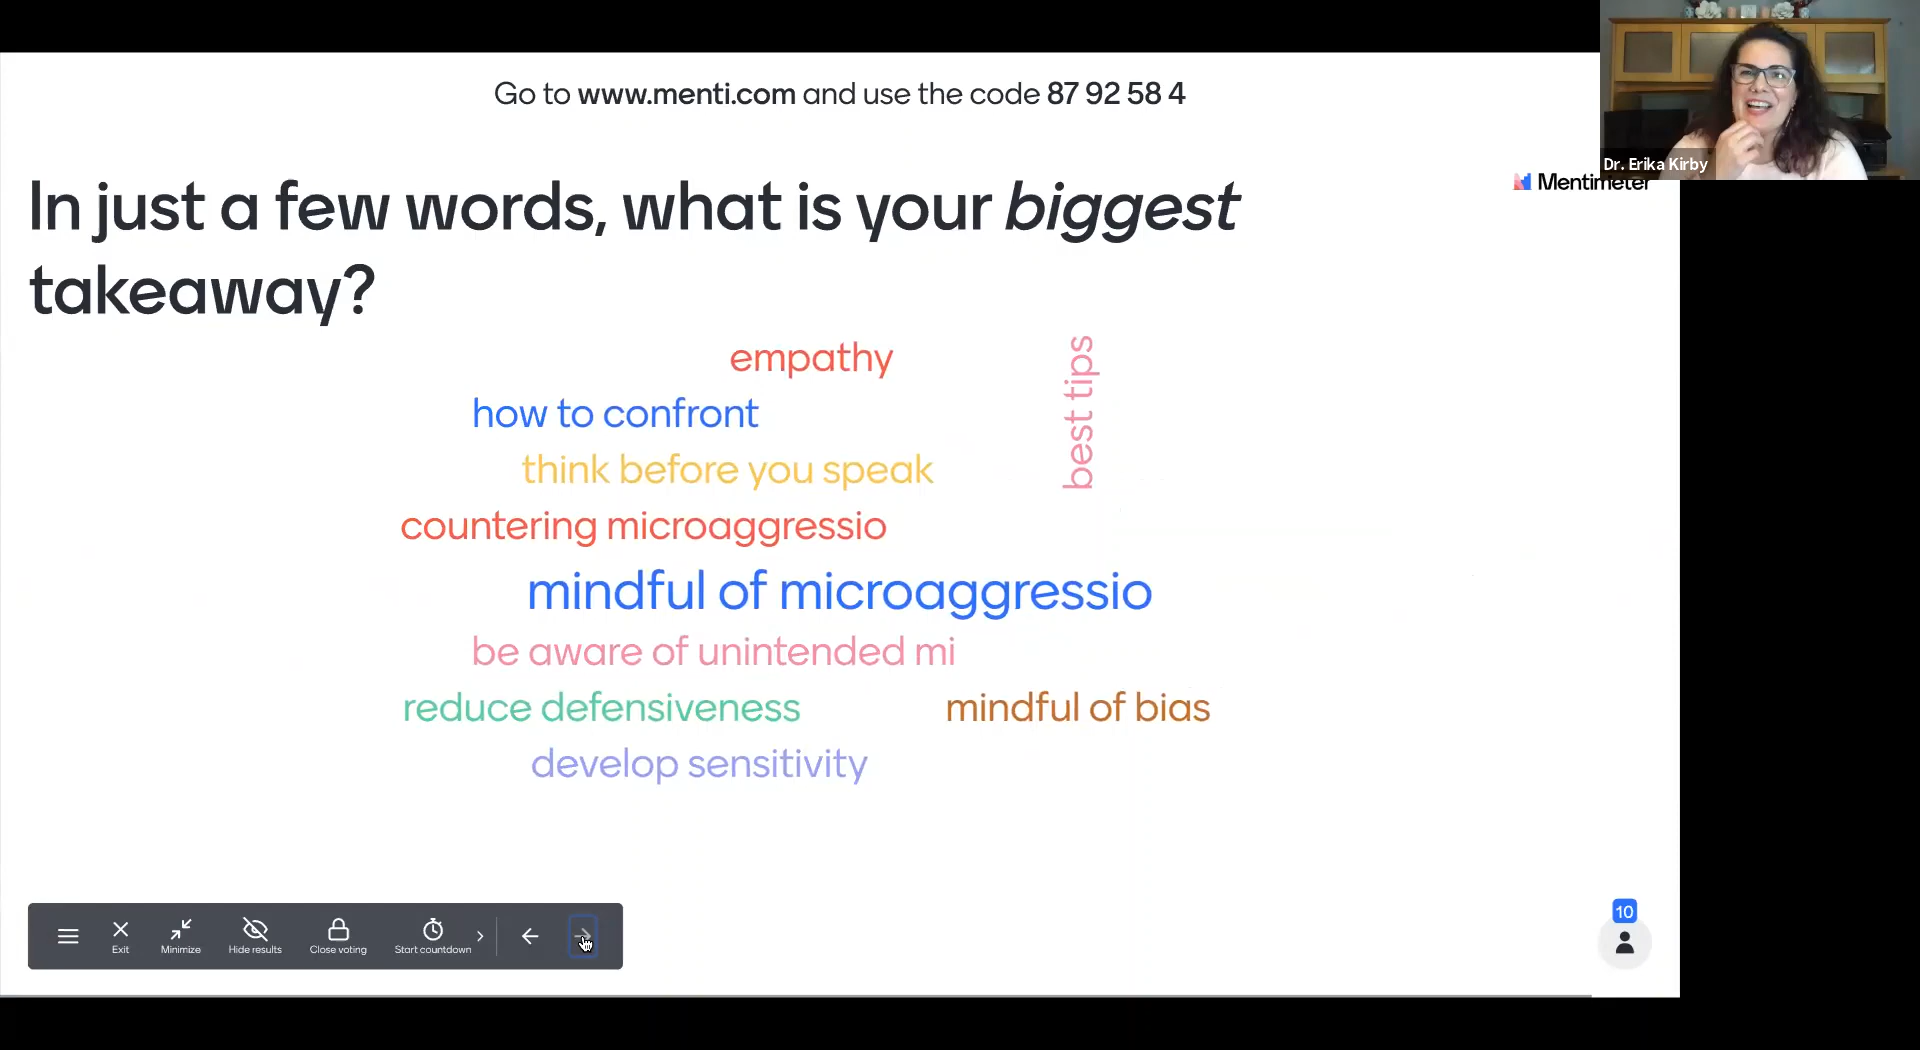 Go to www.menti.com and use the code 87 92 58 4
Dr. Erika Kirby
Mentimeter
In just a few words, what is your biggest
takeaway?
empathy
best tips
how to confront
think before you speak
countering microaggressio
mindful of microaggressio
be aware of unintended mi
reduce defensiveness
mindful of bias
develop sensitivity
Exit
Minimize
Hide results
Close voting
Start countdown
10